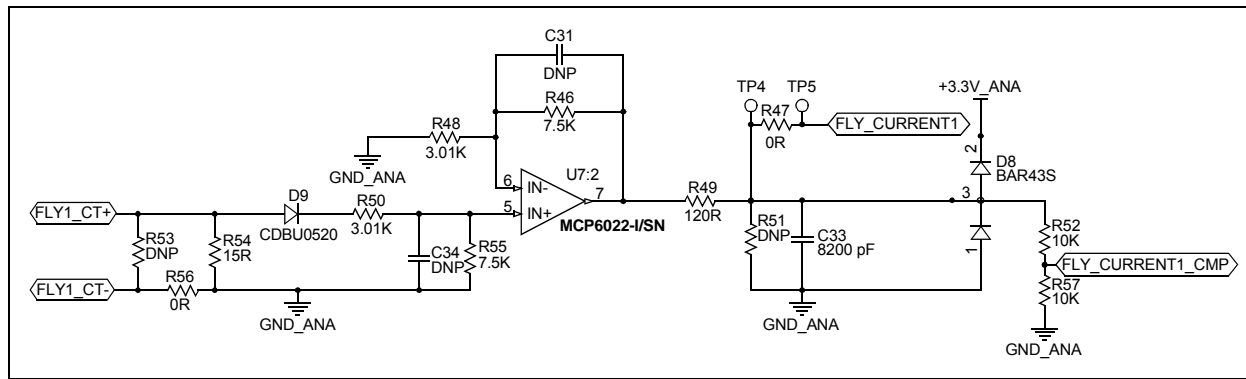 C31
DNP
R46
7.5K
R48
3.01K
GND_ANA
U7:2
6 IN-
5 IN+
7
MCP6022-I/SN
FLY1_CT+
D9
CDBU0520
R50
3.01K
R53
DNP
R54
15R
C34
DNP
R55
7.5K
FLY1_CT-
R56
0R
GND_ANA
TP4
TP5
R47
0R
FLY_CURRENT1
+3.3V_ANA
2
D8
BAR43S
3
1
R49
120R
R51
DNP
C33
8200 pF
GND_ANA
R52
10K
FLY_CURRENT1_CMP
R57
10K
GND_ANA